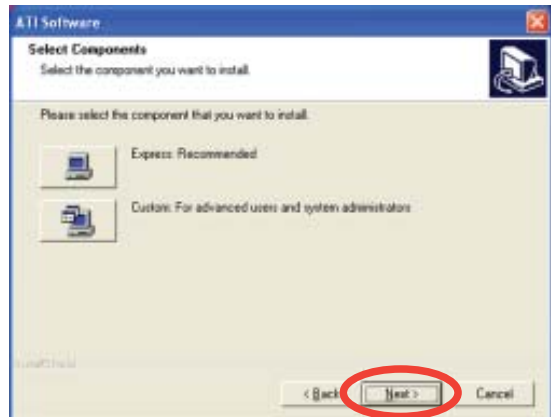 ATI Software
Select Components
Select the component you want to install.
Please select the component that you want to install.
Express: Recommended
Custom: For advanced users and system administrators
InstallShield
< Back
Next >
Cancel